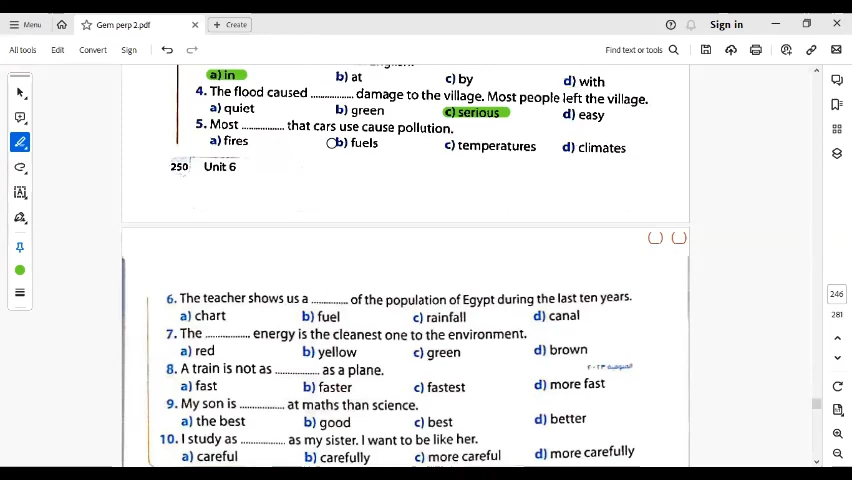 Menu
Gem perp 2.pdf
Create
Sign in
All tools
Edit
Convert
Sign
Find text or tools
a) in
b) at
c) by
d) with
4. The flood caused .............. damage to the village. Most people left the village.
a) quiet
b) green
c) serious
d) easy
5. Most .............. that cars use cause pollution.
a) fires
b) fuels
c) temperatures
d) climates
250 Unit 6
6. The teacher shows us a ............ of the population of Egypt during the last ten years.
a) chart
b) fuel
c) rainfall
d) canal
7. The .............. energy is the cleanest one to the environment.
a) red
b) yellow
c) green
d) brown
8. A train is not as .............. as a plane.
a) fast
b) faster
c) fastest
d) more fast
9. My son is .............. at maths than science.
a) the best
b) good
c) best
d) better
10. I study as .............. as my sister. I want to be like her.
a) careful
b) carefully
c) more careful
d) more carefully
246
281